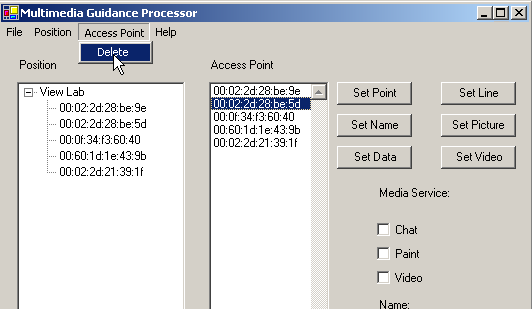 Multimedia Guidance Processor
File Position Access Point Help
Delete
Position
Access Point
View Lab
00:02:2d:28:be:9e
00:02:2d:28:be:5d
00:0f:34:f3:60:40
00:60:1d:1e:43:9b
00:02:2d:21:39:1f
00:02:2d:28:be:9e
00:02:2d:28:be:5d
00:0f:34:f3:60:40
00:60:1d:1e:43:9b
00:02:2d:21:39:1f
Set Point Set Line
Set Name Set Picture
Set Data Set Video
Media Service:
Chat
Paint
Video
Name: